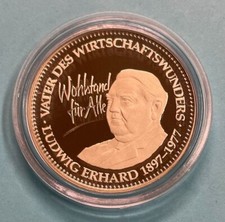 VATER DES WIRTSCHAFTSWUNDERS
Wohlstand
für Alle
LUDWIG ERHARD 1897-1977